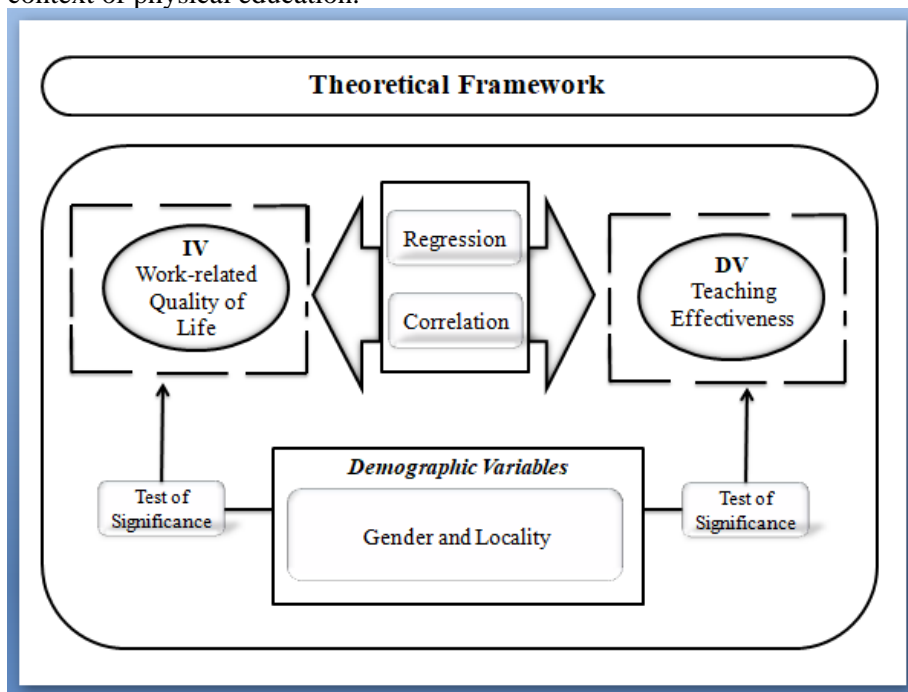 context of physical education.
Theoretical Framework
IV
Work-related
Quality of
Life
Regression
Correlation
DV
Teaching
Effectiveness
Demographic Variables
Gender and Locality
Test of
Significance
Test of
Significance